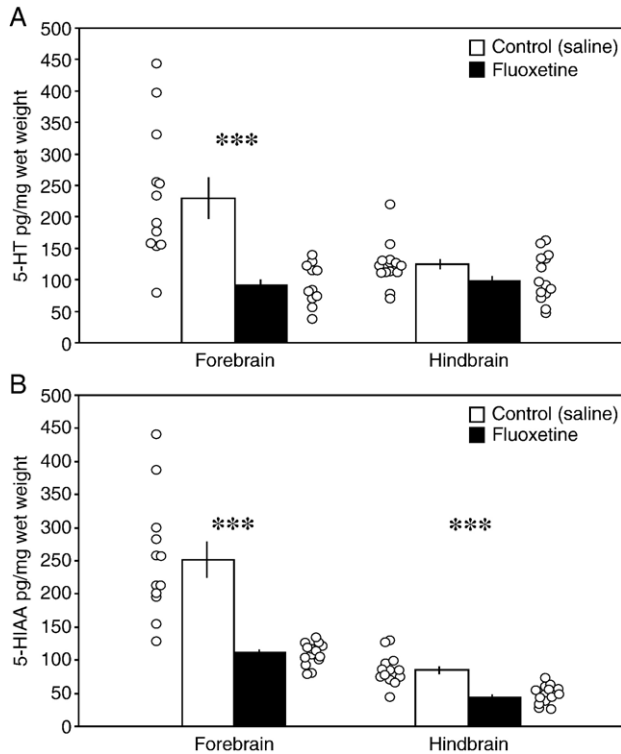 A
500
450
400
350
300
250
200
150
100
50
0
5-HT pg/mg wet weight
Control (saline)
Fluoxetine
***
Forebrain
Hindbrain
B
500
450
400
350
300
250
200
150
100
50
0
5-HIAA pg/mg wet weight
Control (saline)
Fluoxetine
***
***
Forebrain
Hindbrain